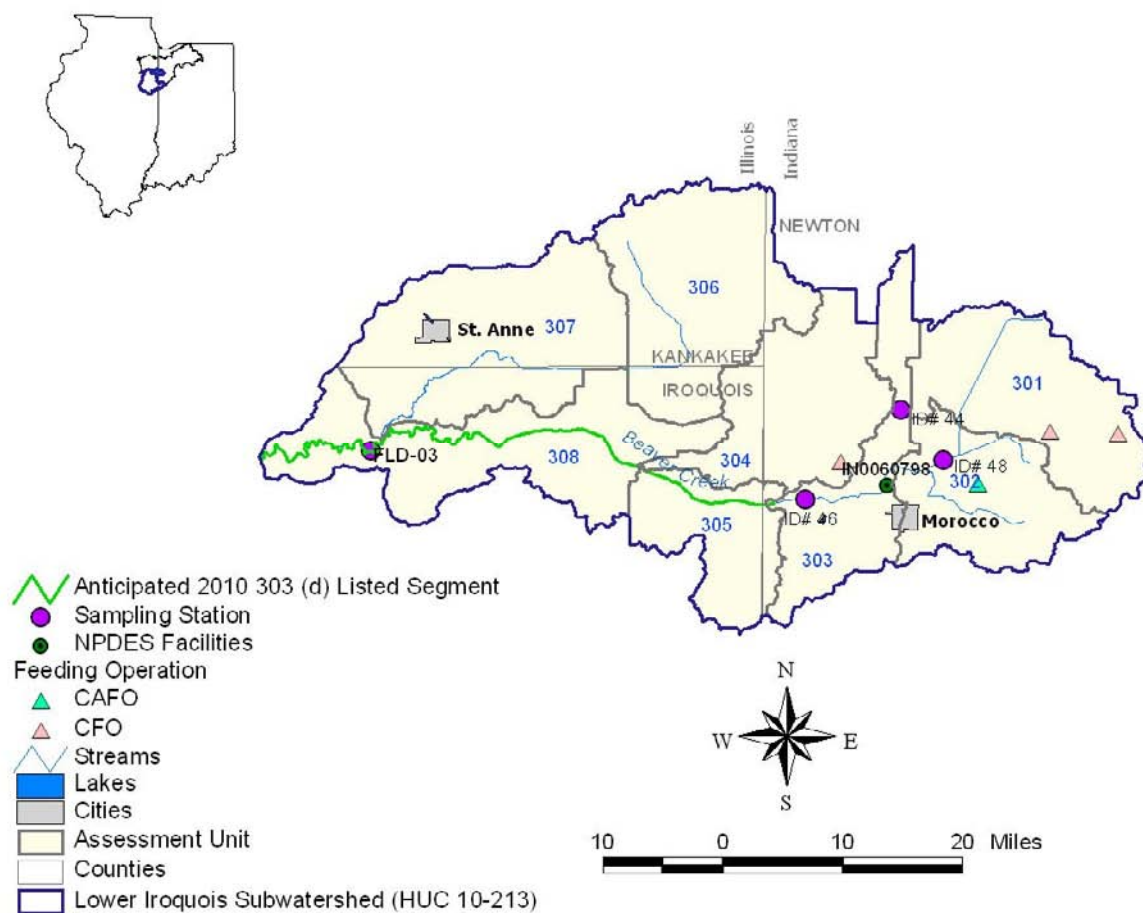 Illinois
Indiana
NEWTON
306
307
St. Anne
KANKAKEE
IROQUOIS
301
ID# 44
FLD-03
Beaver Creek
308
304
IN0060798
ID# 48
302
ID# 46
305
Morocco
303
Anticipated 2010 303 (d) Listed Segment
Sampling Station
NPDES Facilities
Feeding Operation
CAFO
CFO
Streams
Lakes
Cities
Assessment Unit
Counties
Lower Iroquois Subwatershed (HUC 10-213)
N
W E
S
10 0 10 20 Miles